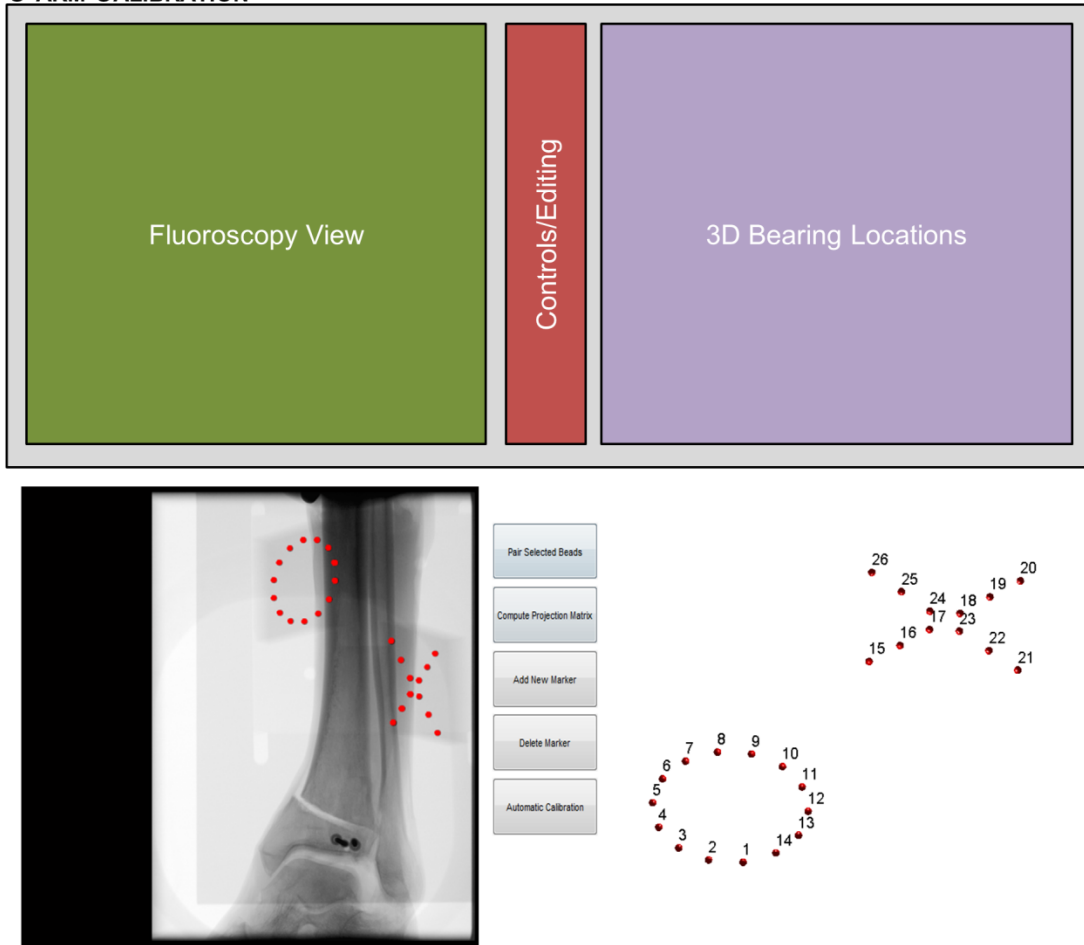 C-ARM CALIBRATION
Fluoroscopy View
Controls/Editing
3D Bearing Locations
Pair Selected Beads
Compute Projection Matrix
Add New Marker
Delete Marker
Automatic Calibration
26
25
24
18
19
20
15
16
17
23
22
21
8
9
7
10
6
11
5
12
4
13
3
2
1
14